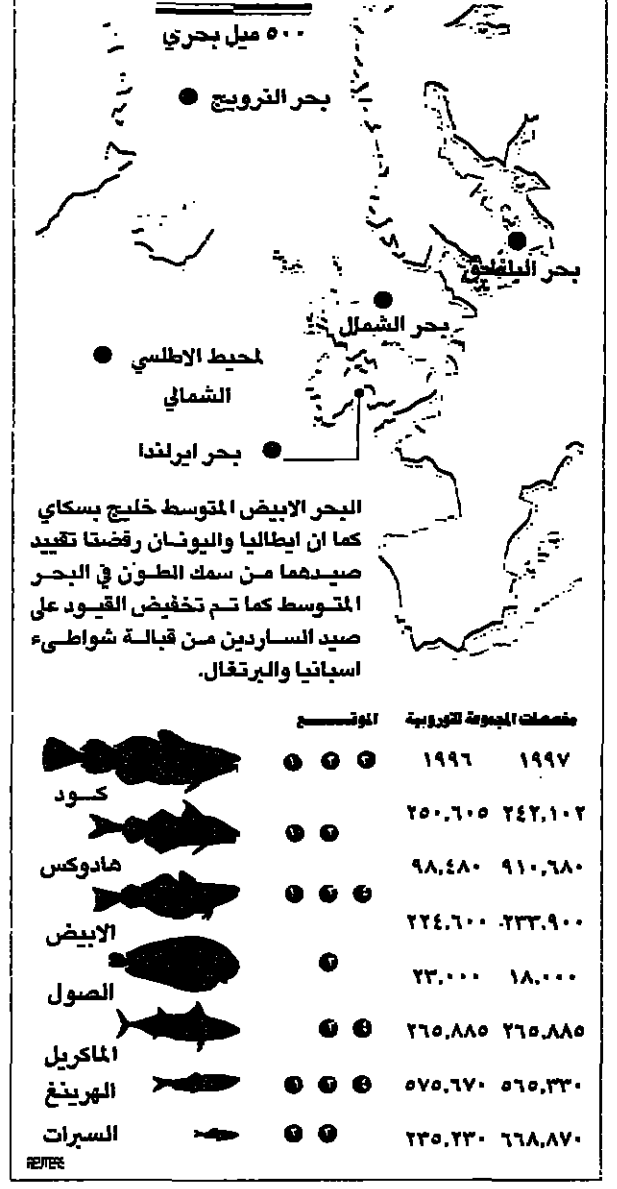 ٥٠٠ ميل بحري
بحر النرويج
بحر البلطيق
بحر الشمال
المحيط الاطلسي
الشمالي
بحر ايرلندا
البحر الابيض المتوسط خليج بسكاي
كما ان ايطاليا واليونان رفضتا تقييد
صيدهما من سمك الطون في البحر
المتوسط كما تم تخفيض القيود على
صيد الساردين من قبالة شواطىء
اسبانيا والبرتغال.
مخصصات المجموعة الاوروبية الموقع
١٩٩٧ ١٩٩٦
كود
٢٤٢,١٠٢ ٢٥٠,٦٠٥
هادوكس
٩١٠,٦٨٠ ٩٨,٤٨٠
الابيض
٢٣٣,٩٠٠ ٢٢٤,٦٠٠
الصول
١٨,٠٠٠ ٢٣,٠٠٠
الماكريل
٢٦٥,٨٨٥ ٢٦٥,٨٨٥
الهرينغ
٥٦٥,٣٣٠ ٥٧٥,٦٧٠
السبرات
٦٦٨,٨٧٠ ٢٣٥,٢٣٠
REUTERS